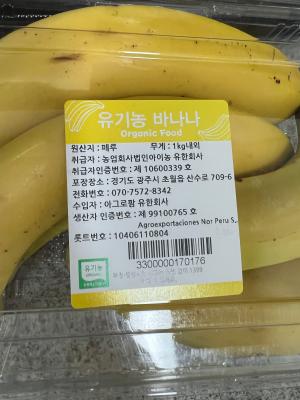 유기농 바나나
Organic Food
원산지 : 페루 무게 : 1kg내외
취급자 : 농업회사법인아이농 유한회사
취급자인증번호 : 제 10600339 호
포장장소 : 경기도 광주시 초월읍 산수로 709-6
전화번호 : 070-7572-8342
수입자 : 아그로팜 유한회사
생산자 인증번호 : 제 99100765 호
Agroexportaciones Nor Peru S,
롯트번호 : 10406110804
유기농
3300000170176